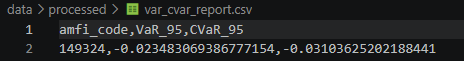 data > processed > var_cvar_report.csv
1 amfi_code,VaR_95,CVaR_95
2 149324,-0.023483069386777154,-0.03103625202188441